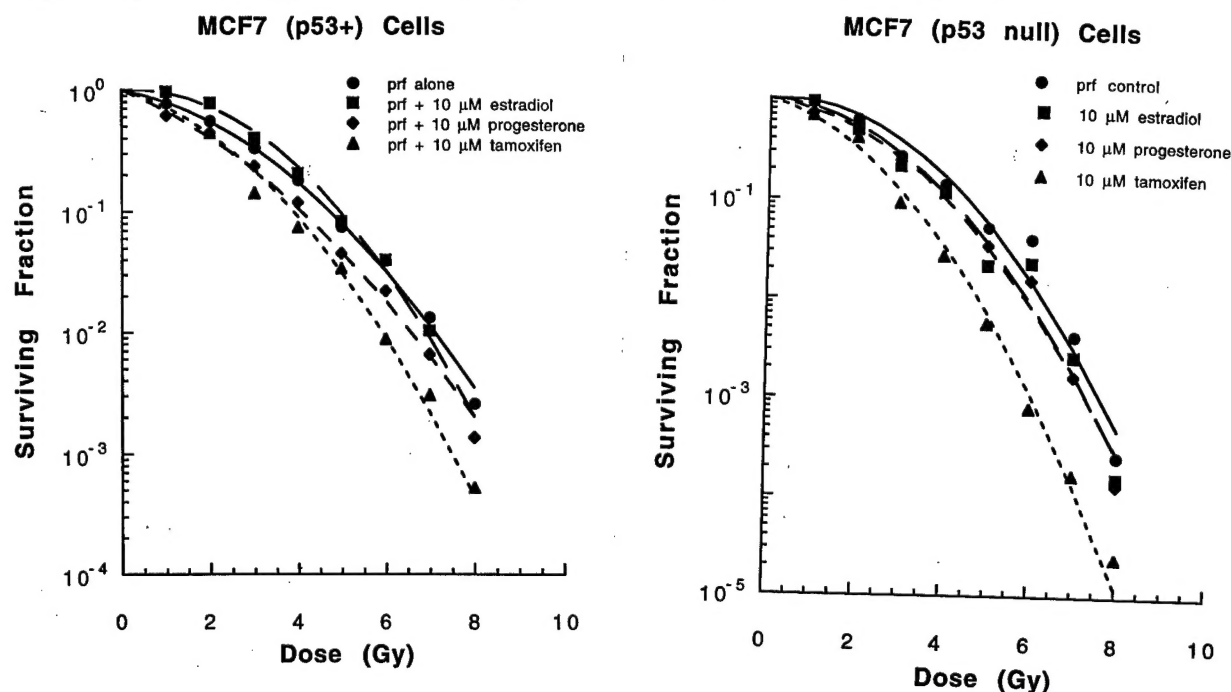 MCF7 (p53+) Cells
prf alone
prf + 10 μM estradiol
prf + 10 μM progesterone
prf + 10 μM tamoxifen
10^0
10^-1
10^-2
10^-3
10^-4
Surviving Fraction
0 2 4 6 8 10
Dose (Gy)
MCF7 (p53 null) Cells
prf control
10 μM estradiol
10 μM progesterone
10 μM tamoxifen
10^-1
10^-3
10^-5
Surviving Fraction
0 2 4 6 8 10
Dose (Gy)